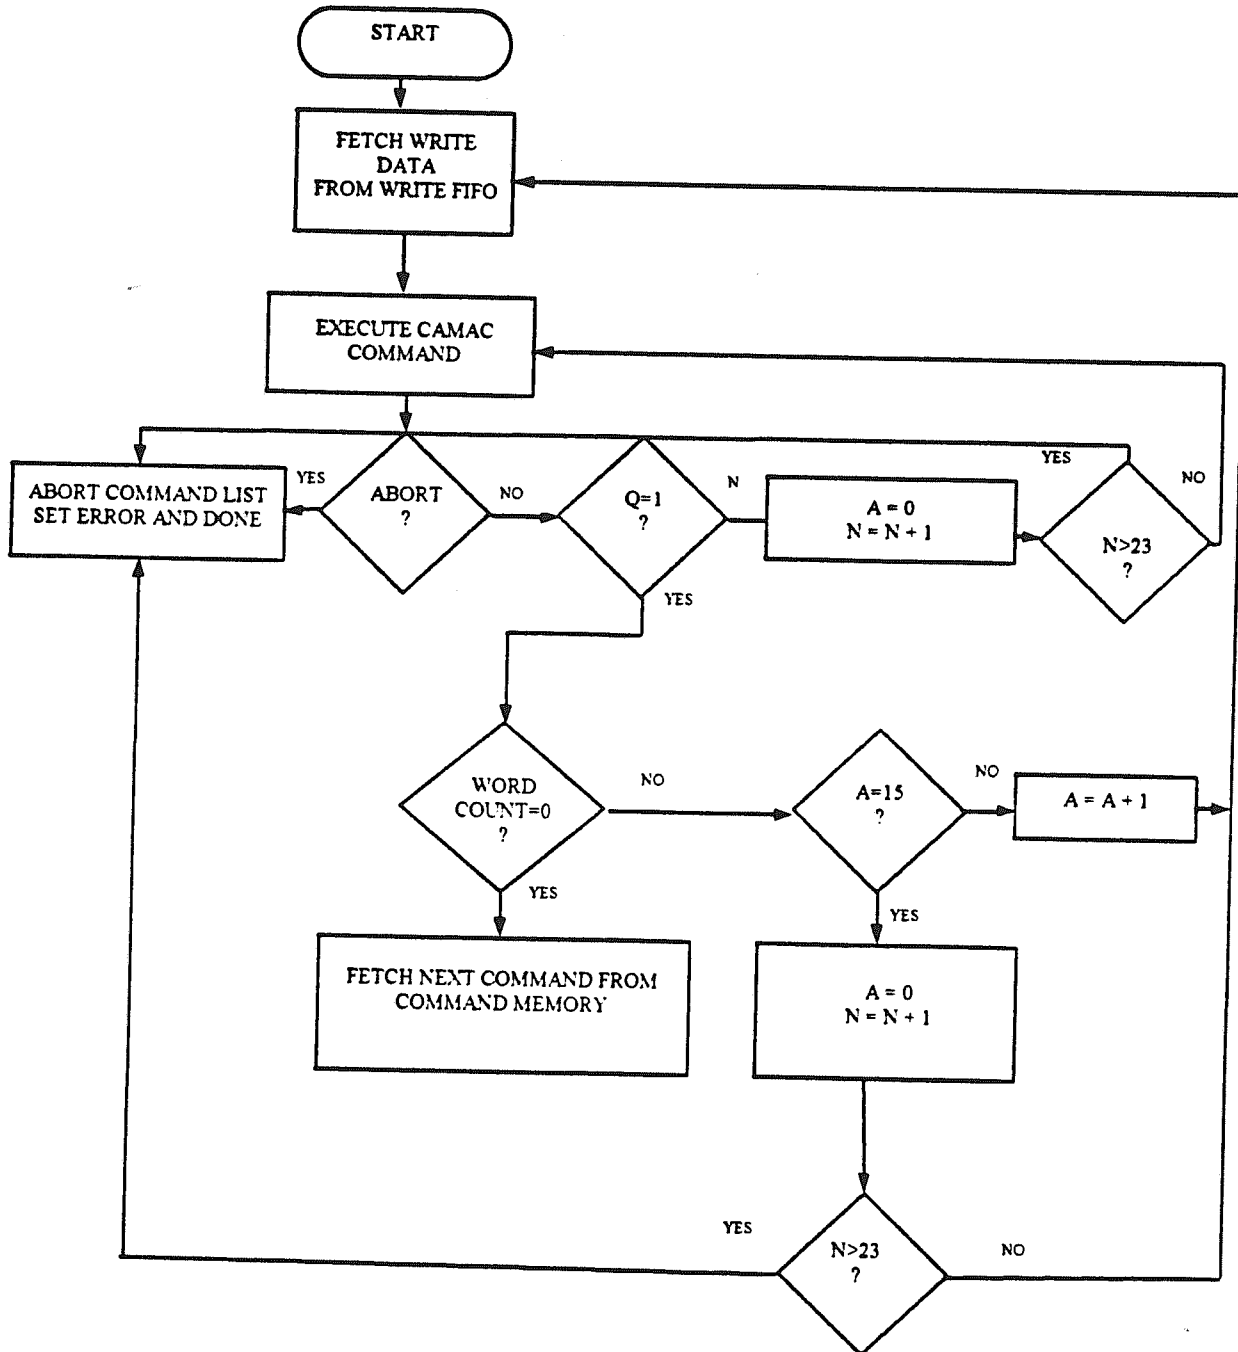 START
FETCH WRITE
DATA
FROM WRITE FIFO
EXECUTE CAMAC
COMMAND
ABORT COMMAND LIST
SET ERROR AND DONE
YES
ABORT
?
NO
Q=1
?
N
A = 0
N = N + 1
YES
N>23
?
NO
YES
WORD
COUNT=0
?
NO
A=15
?
NO
A = A + 1
YES
FETCH NEXT COMMAND FROM
COMMAND MEMORY
YES
A = 0
N = N + 1
YES
N>23
?
NO